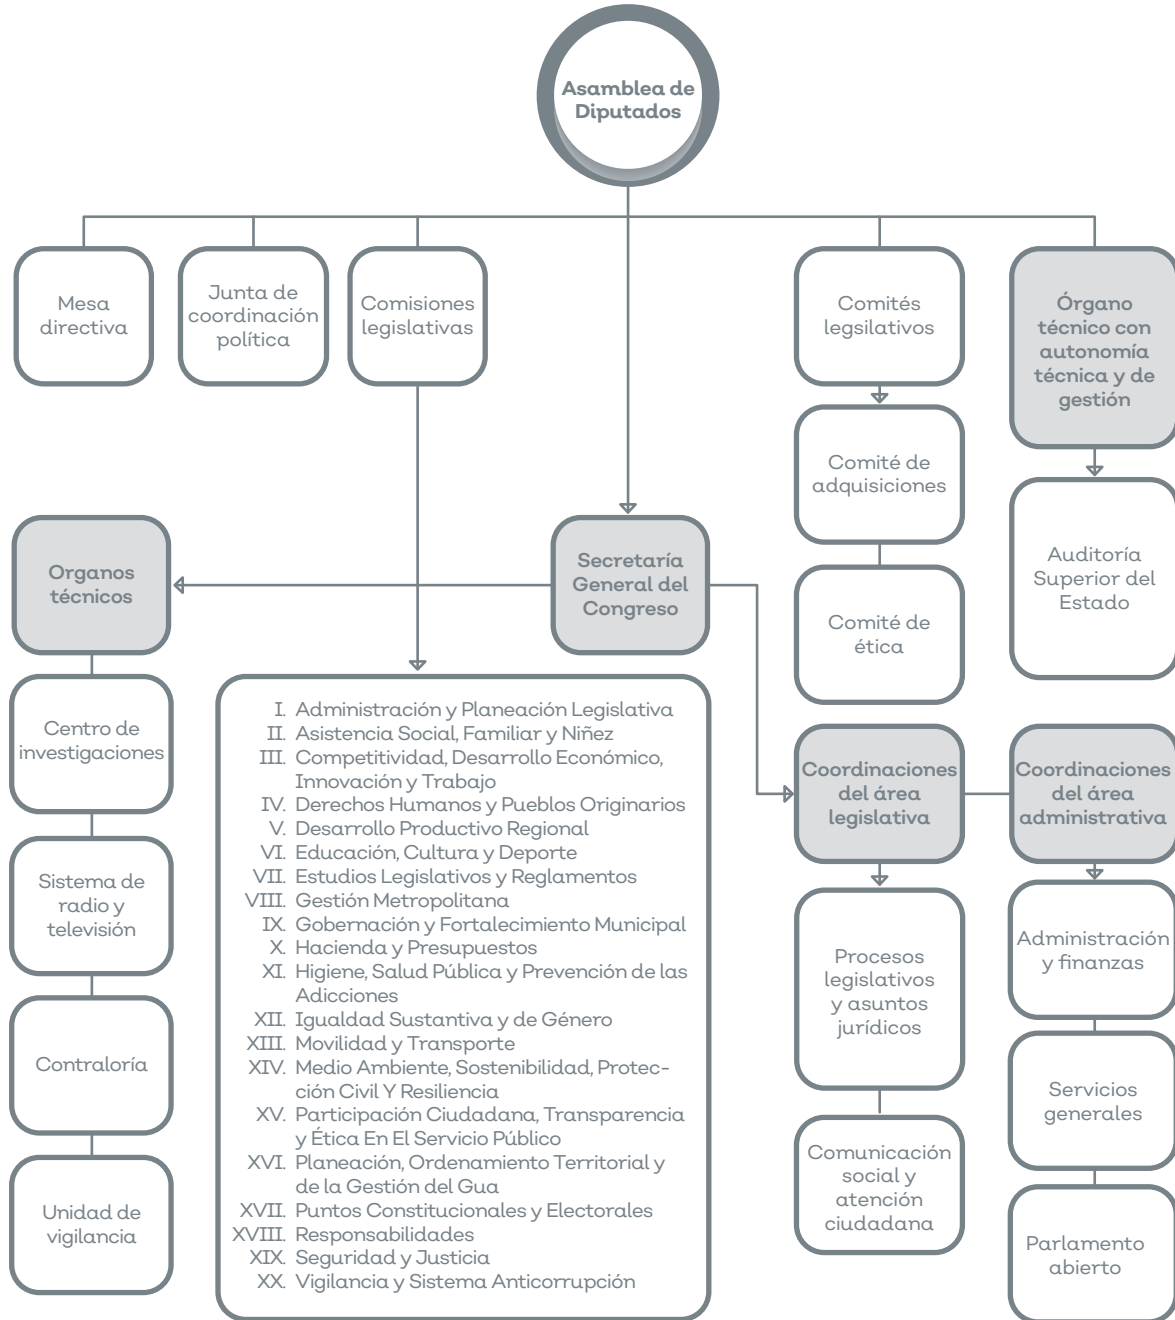 Asamblea de
Diputados
Mesa
directiva
Junta de
coordinación
política
Comisiones
legislativas
Comités
legsilativos
Órgano
técnico con
autonomía
técnica y de
gestión
Comité de
adquisiciones
Auditoría
Superior del
Estado
Organos
técnicos
Secretaría
General del
Congreso
Comité de
ética
Centro de
investigaciones
Sistema de
radio y
televisión
Contraloría
Unidad de
vigilancia
I. Administración y Planeación Legislativa
II. Asistencia Social, Familiar y Niñez
III. Competitividad, Desarrollo Económico,
Innovación y Trabajo
IV. Derechos Humanos y Pueblos Originarios
V. Desarrollo Productivo Regional
VI. Educación, Cultura y Deporte
VII. Estudios Legislativos y Reglamentos
VIII. Gestión Metropolitana
IX. Gobernación y Fortalecimiento Municipal
X. Hacienda y Presupuestos
XI. Higiene, Salud Pública y Prevención de las
Adicciones
XII. Igualdad Sustantiva y de Género
XIII. Movilidad y Transporte
XIV. Medio Ambiente, Sostenibilidad, Protec-
ción Civil Y Resiliencia
XV. Participación Ciudadana, Transparencia
y Ética En El Servicio Público
XVI. Planeación, Ordenamiento Territorial y
de la Gestión del Gua
XVII. Puntos Constitucionales y Electorales
XVIII. Responsabilidades
XIX. Seguridad y Justicia
XX. Vigilancia y Sistema Anticorrupción
Coordinaciones
del área
legislativa
Coordinaciones
del área
administrativa
Procesos
legislativos
y asuntos
jurídicos
Comunicación
social y
atención
ciudadana
Administración
y finanzas
Servicios
generales
Parlamento
abierto